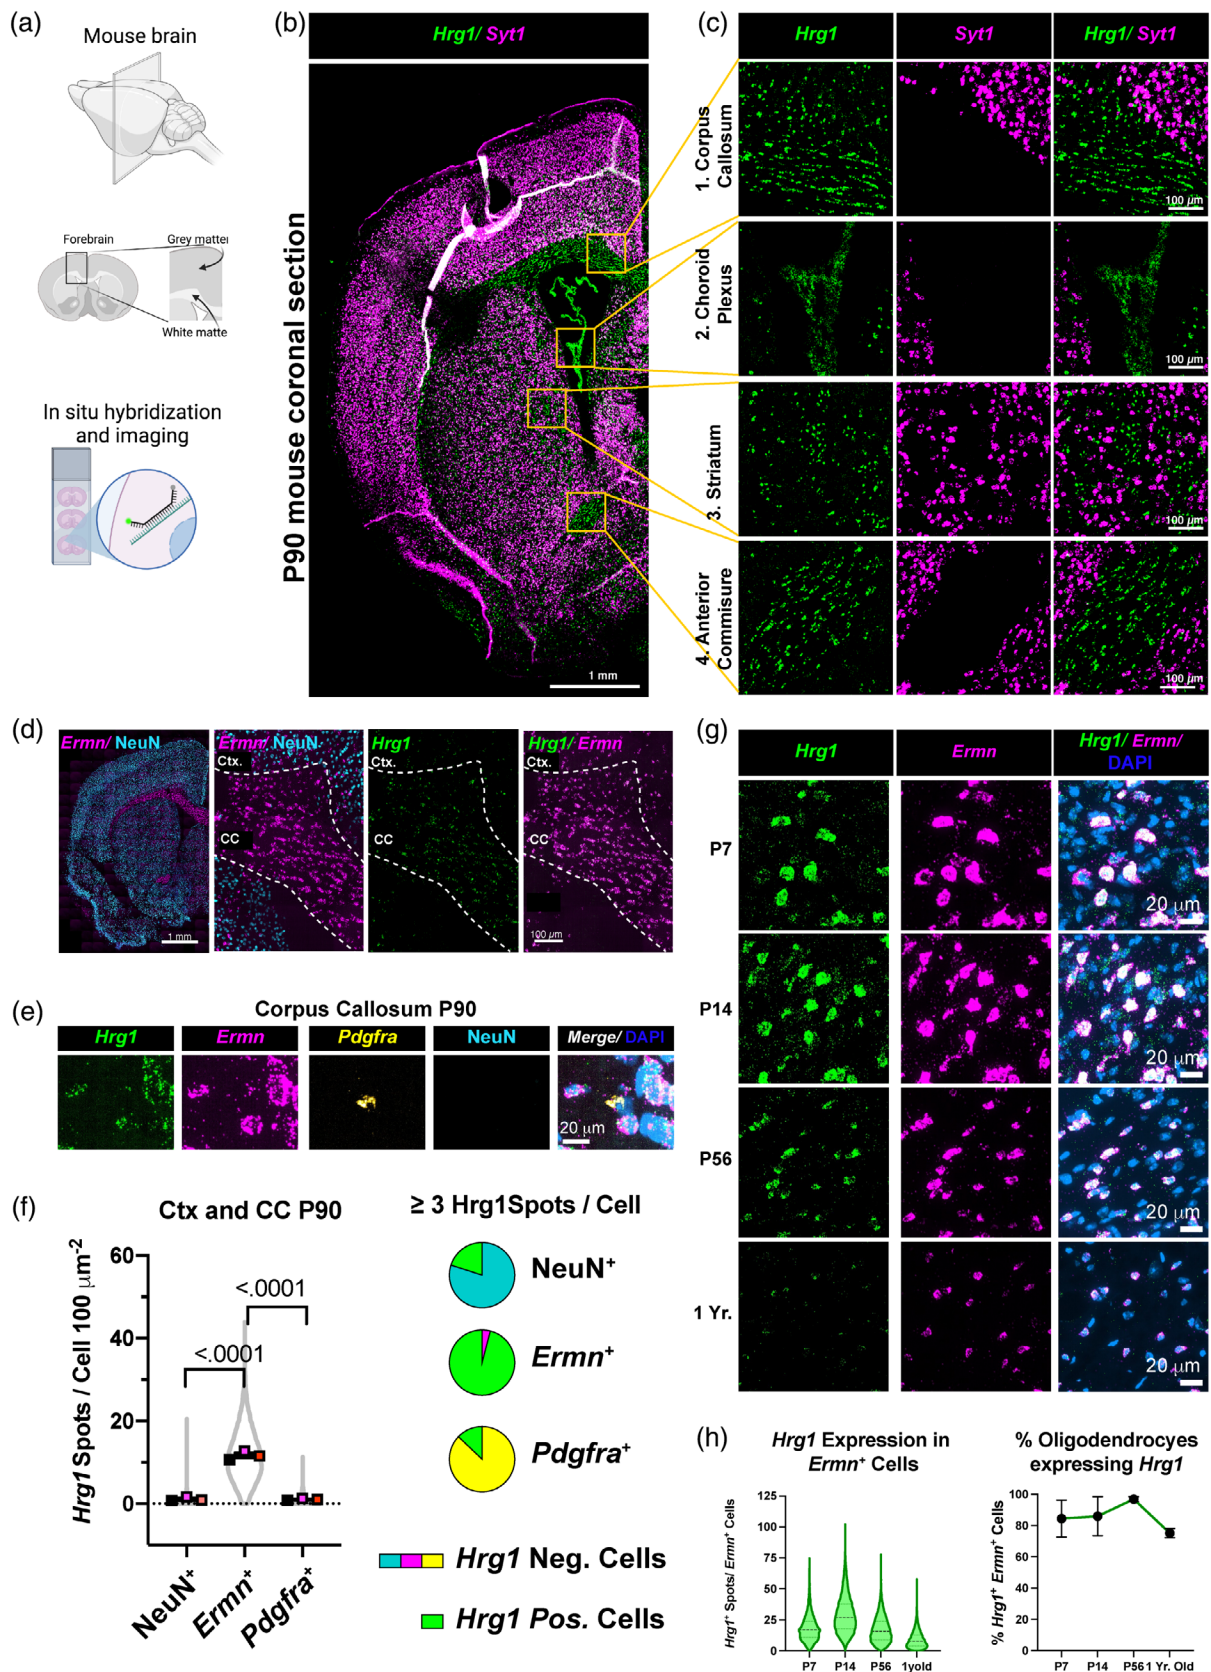 (a)
Mouse brain
Forebrain
Grey matte
White matte
In situ hybridization
and imaging
(b)
Hrg1/ Syt1
P90 mouse coronal section
1 mm
(c)
Hrg1
Syt1
Hrg1/ Syt1
1. Corpus
Callosum
100 µm
2. Choroid
Plexus
100 µm
3. Striatum
100 µm
4. Anterior
Commisure
100 µm
(d)
Ermn/ NeuN
1 mm
Ermn/ NeuN
Ctx.
CC
Hrg1
Ctx.
CC
100 µm
Hrg1/ Ermn
Ctx.
CC
100 µm
(e)
Corpus Callosum P90
Hrg1
Ermn
Pdgfra
NeuN
Merge/ DAPI
20 µm
(f)
Ctx and CC P90
Hrg1 Spots / Cell 100 µm-2
60
40
20
0
<.0001
<.0001
NeuN+
Ermn+
Pdgfra+
≥ 3 Hrg1Spots / Cell
NeuN+
Ermn+
Pdgfra+
Hrg1 Neg. Cells
Hrg1 Pos. Cells
(g)
Hrg1
Ermn
Hrg1/ Ermn/
DAPI
P7
20 µm
P14
20 µm
P56
20 µm
1 Yr.
20 µm
(h)
Hrg1 Expression in
Ermn+ Cells
Hrg1+ Spots/ Ermn+ Cells
125
100
75
50
25
0
P7
P14
P56
1yold
% Oligodendrocyes
expressing Hrg1
% Hrg1+ Ermn+ Cells
100
80
60
40
20
0
P7
P14
P56
1 Yr. Old